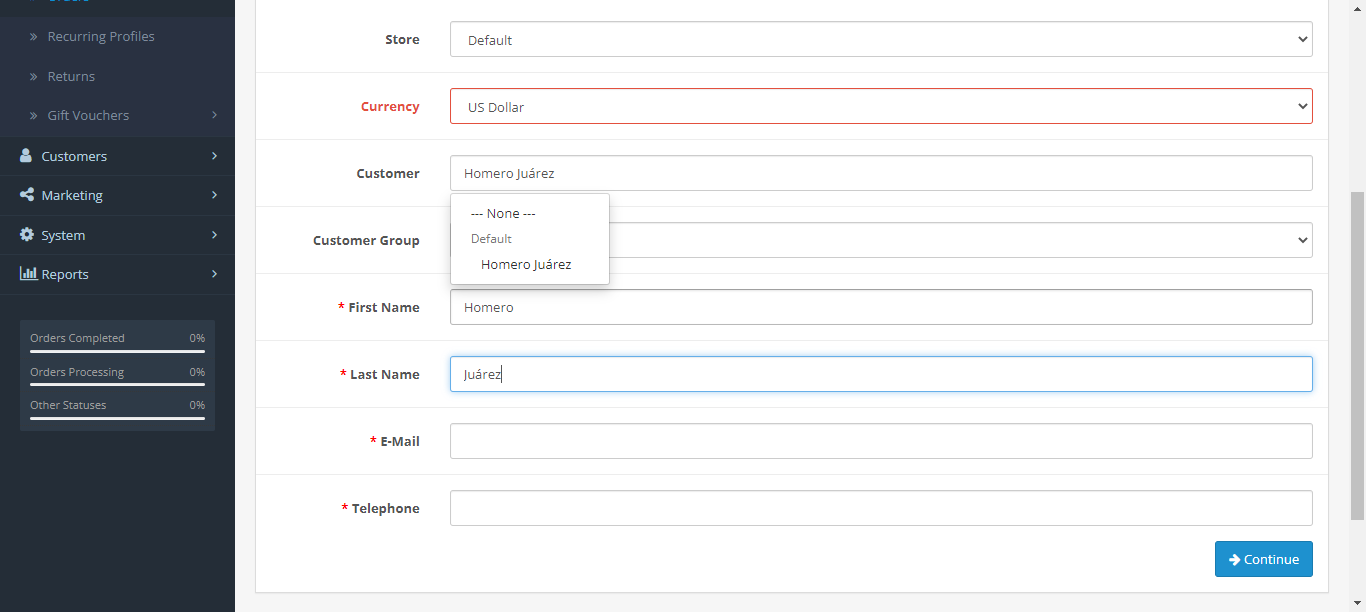 Recurring Profiles
Returns
Gift Vouchers
Customers
Marketing
System
Reports
Orders Completed 0%
Orders Processing 0%
Other Statuses 0%
Store Default
Currency US Dollar
Customer Homero Juárez
--- None ---
Default
Homero Juárez
Customer Group
* First Name Homero
* Last Name Juárez
* E-Mail
* Telephone
Continue